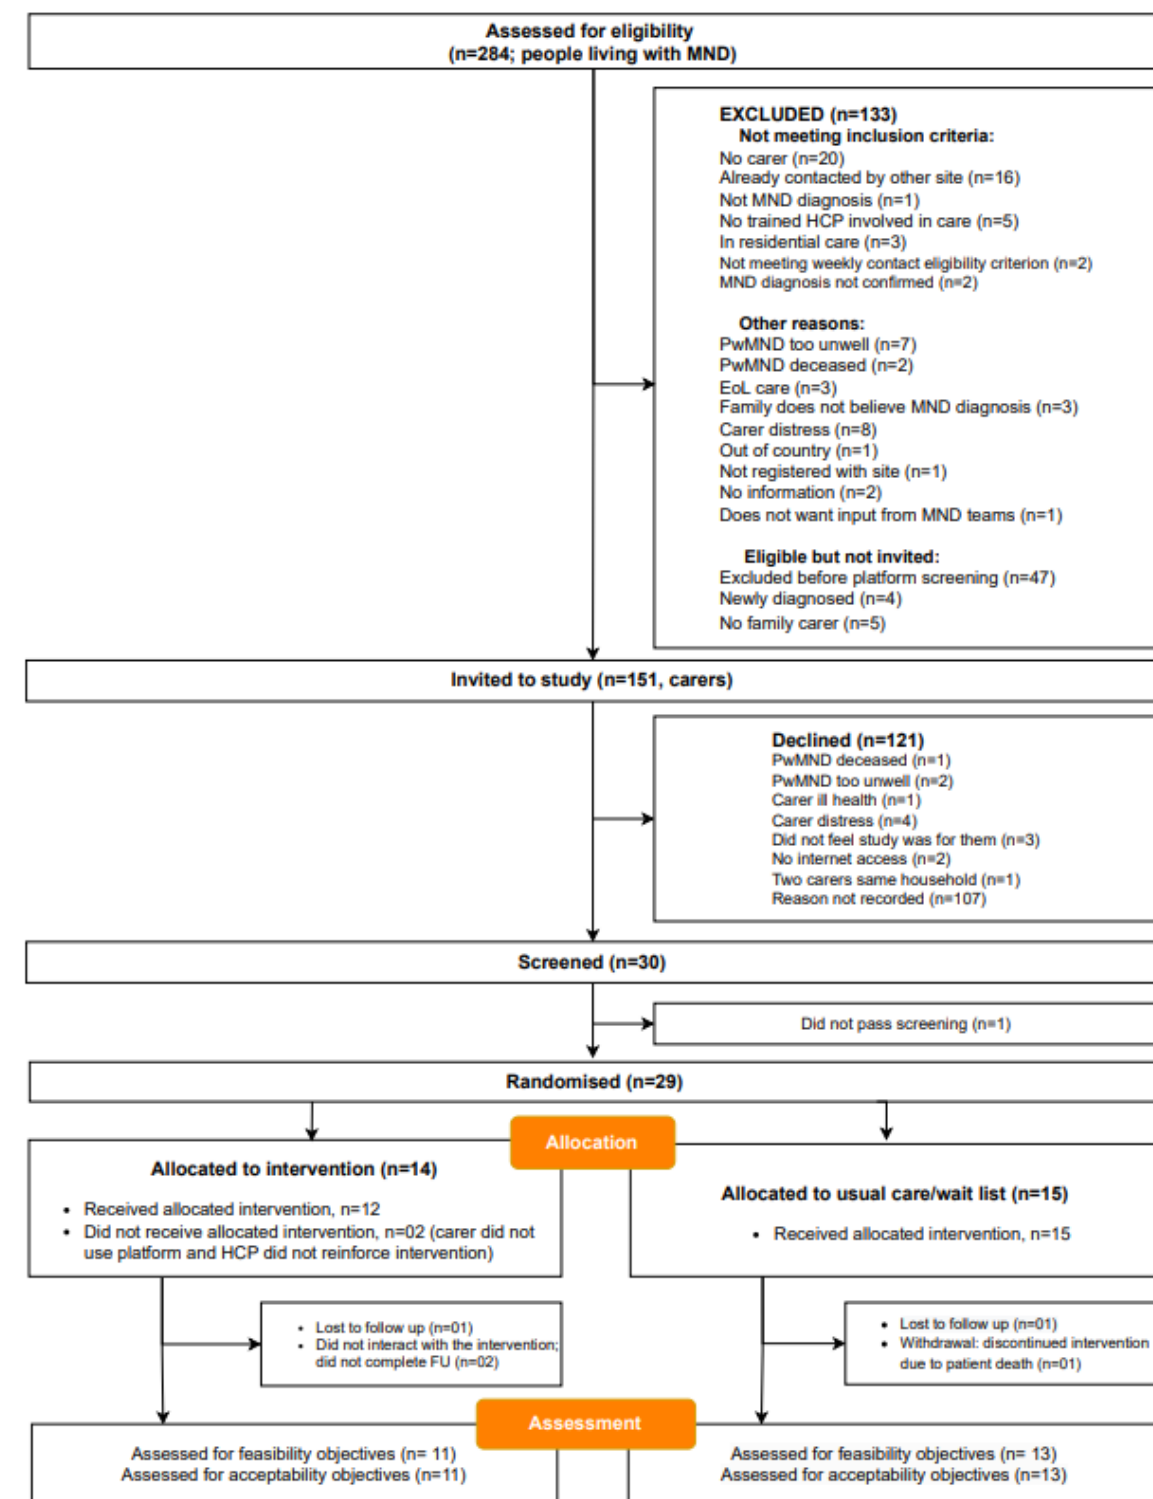 Assessed for eligibility
(n=284; people living with MND)
EXCLUDED (n=133)
Not meeting inclusion criteria:
No carer (n=20)
Already contacted by other site (n=16)
Not MND diagnosis (n=1)
No trained HCP involved in care (n=5)
In residential care (n=3)
Not meeting weekly contact eligibility criterion (n=2)
MND diagnosis not confirmed (n=2)
Other reasons:
PwMND too unwell (n=7)
PwMND deceased (n=2)
EoL care (n=3)
Family does not believe MND diagnosis (n=3)
Carer distress (n=8)
Out of country (n=1)
Not registered with site (n=1)
No information (n=2)
Does not want input from MND teams (n=1)
Eligible but not invited:
Excluded before platform screening (n=47)
Newly diagnosed (n=4)
No family carer (n=5)
Invited to study (n=151, carers)
Declined (n=121)
PwMND deceased (n=1)
PwMND too unwell (n=2)
Carer ill health (n=1)
Carer distress (n=4)
Did not feel study was for them (n=3)
No internet access (n=2)
Two carers same household (n=1)
Reason not recorded (n=107)
Screened (n=30)
Did not pass screening (n=1)
Randomised (n=29)
Allocation
Allocated to intervention (n=14)
• Received allocated intervention, n=12
• Did not receive allocated intervention, n=02 (carer did not
use platform and HCP did not reinforce intervention)
Allocated to usual care/wait list (n=15)
• Received allocated intervention, n=15
• Lost to follow up (n=01)
• Did not interact with the intervention;
did not complete FU (n=02)
• Lost to follow up (n=01)
• Withdrawal: discontinued intervention
due to patient death (n=01)
Assessment
Assessed for feasibility objectives (n= 11)
Assessed for acceptability objectives (n=11)
Assessed for feasibility objectives (n= 13)
Assessed for acceptability objectives (n=13)